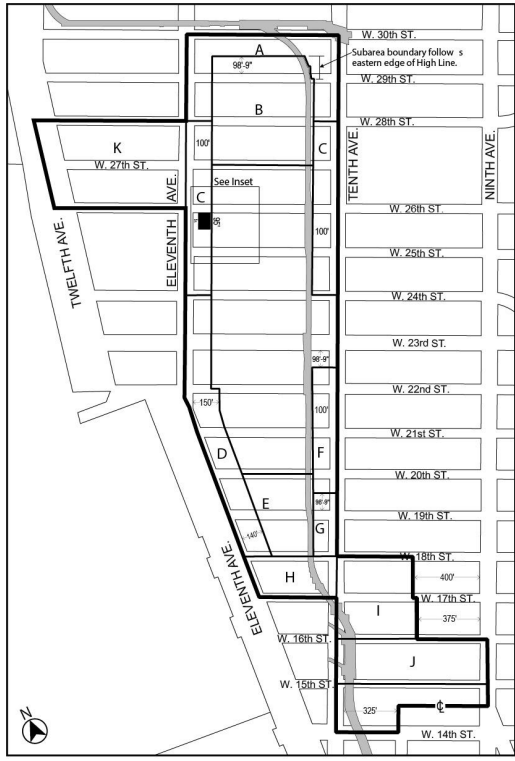 W. 30th ST.
A
98'-9"
Subarea boundary follow s
eastern edge of High Line.
W. 29th ST.
B
W. 28th ST.
K
100'
C
W. 27th ST.
TENTH AVE.
NINTH AVE.
AVE.
See Inset
C
W. 26th ST.
100'
W. 25th ST.
ELEVENTH
TWELFTH AVE.
W. 24th ST.
W. 23rd ST.
98'-9"
W. 22nd ST.
150'
100'
W. 21st ST.
D
F
W. 20th ST.
E
98'-9"
W. 19th ST.
140'
G
W. 18th ST.
ELEVENTH AVE.
H
400'
W. 17th ST.
I
375'
W. 16th ST.
J
W. 15th ST.
325'
℄
N
W. 14th ST.